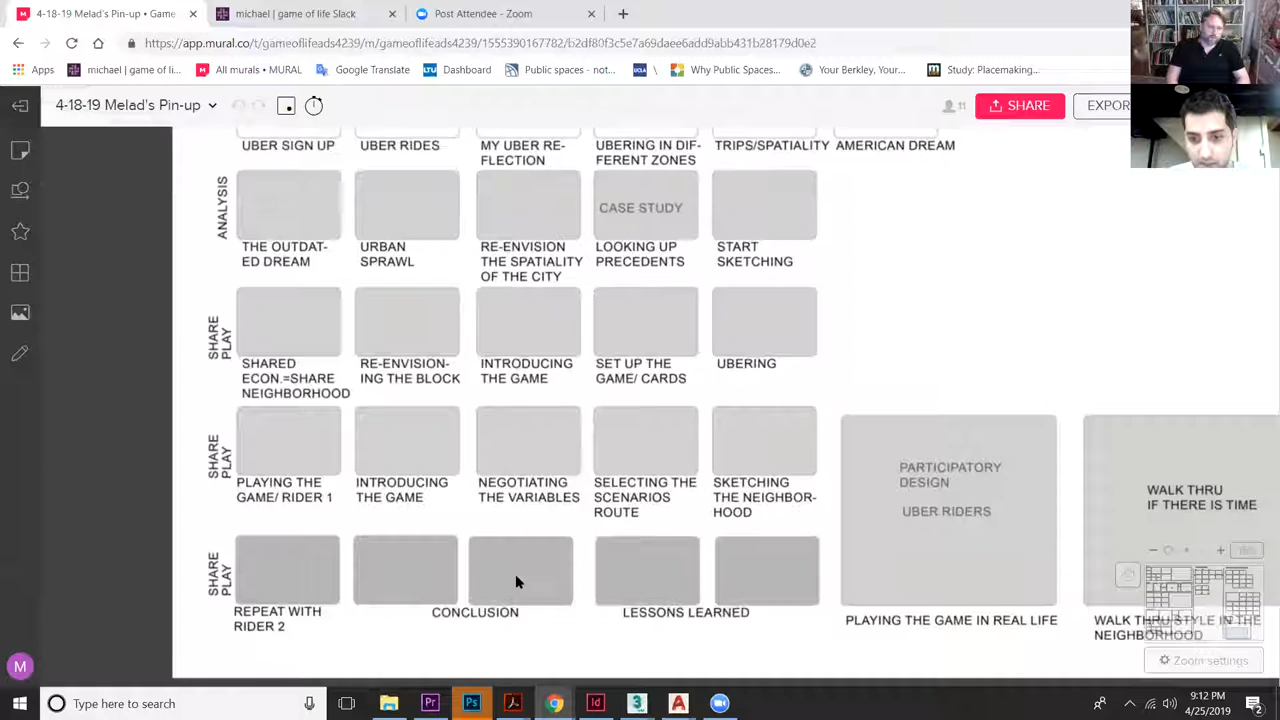 4-18-19 Melad's Pin-up • Game
michael | game of life Slack
Post Attendee - Zoom
https://app.mural.co/t/gameoflifeads4239/m/gameoflifeads4239/1555390167782/b2df80f3c5e7a69daee6add9abb431b28179d0e2
Apps
michael | game of li...
All murals • MURAL
Google Translate
LTU
Dashboard
Public spaces - not...
UCLA
\
Why Public Spaces...
Your Berkley, Your...
Study: Placemaking...
4-18-19 Melad's Pin-up
11
SHARE
EXPOR
UBER SIGN UP
UBER RIDES
MY UBER RE-
FLECTION
UBERING IN DIF-
FERENT ZONES
TRIPS/SPATIALITY
AMERICAN DREAM
ANALYSIS
CASE STUDY
THE OUTDAT-
ED DREAM
URBAN
SPRAWL
RE-ENVISION
THE SPATIALITY
OF THE CITY
LOOKING UP
PRECEDENTS
START
SKETCHING
SHARE
PLAY
SHARED
ECON.=SHARE
NEIGHBORHOOD
RE-ENVISION-
ING THE BLOCK
INTRODUCING
THE GAME
SET UP THE
GAME/ CARDS
UBERING
SHARE
PLAY
PLAYING THE
GAME/ RIDER 1
INTRODUCING
THE GAME
NEGOTIATING
THE VARIABLES
SELECTING THE
SCENARIOS
ROUTE
SKETCHING
THE NEIGHBOR-
HOOD
PARTICIPATORY
DESIGN
UBER RIDERS
WALK THRU
IF THERE IS TIME
SHARE
PLAY
REPEAT WITH
RIDER 2
CONCLUSION
LESSONS LEARNED
PLAYING THE GAME IN REAL LIFE
WALK THRU STYLE IN THE
NEIGHBORHOOD
Zoom settings
M
Type here to search
Pr
Ps
Id
3
A
9:12 PM
4/25/2019
2